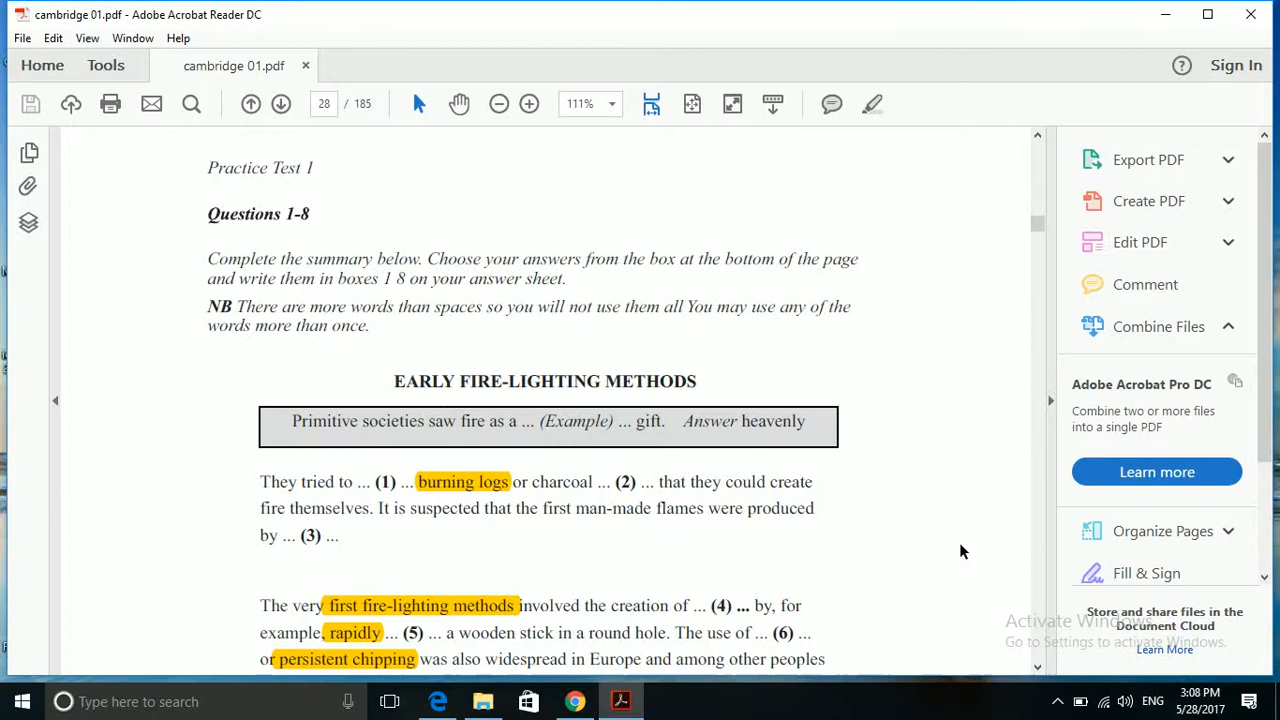 cambridge 01.pdf - Adobe Acrobat Reader DC
File Edit View Window Help
Home Tools cambridge 01.pdf × Sign In
28 / 185 111%
Practice Test 1
Questions 1-8
Complete the summary below. Choose your answers from the box at the bottom of the page
and write them in boxes 1-8 on your answer sheet.
NB There are more words than spaces so you will not use them all You may use any of the
words more than once.
EARLY FIRE-LIGHTING METHODS
Primitive societies saw fire as a ... (Example) ... gift. Answer heavenly
They tried to ... (1) ... burning logs or charcoal ... (2) ... that they could create
fire themselves. It is suspected that the first man-made flames were produced
by ... (3) ...
The very first fire-lighting methods involved the creation of ... (4) ... by, for
example, rapidly ... (5) ... a wooden stick in a round hole. The use of ... (6) ...
or persistent chipping was also widespread in Europe and among other peoples
Export PDF
Create PDF
Edit PDF
Comment
Combine Files
Adobe Acrobat Pro DC
Combine two or more files
into a single PDF
Learn more
Organize Pages
Fill & Sign
Store and share files in the
Document Cloud
Learn More
Activate Windows
Go to Settings to activate Windows.
Type here to search
ENG
3:08 PM
5/28/2017